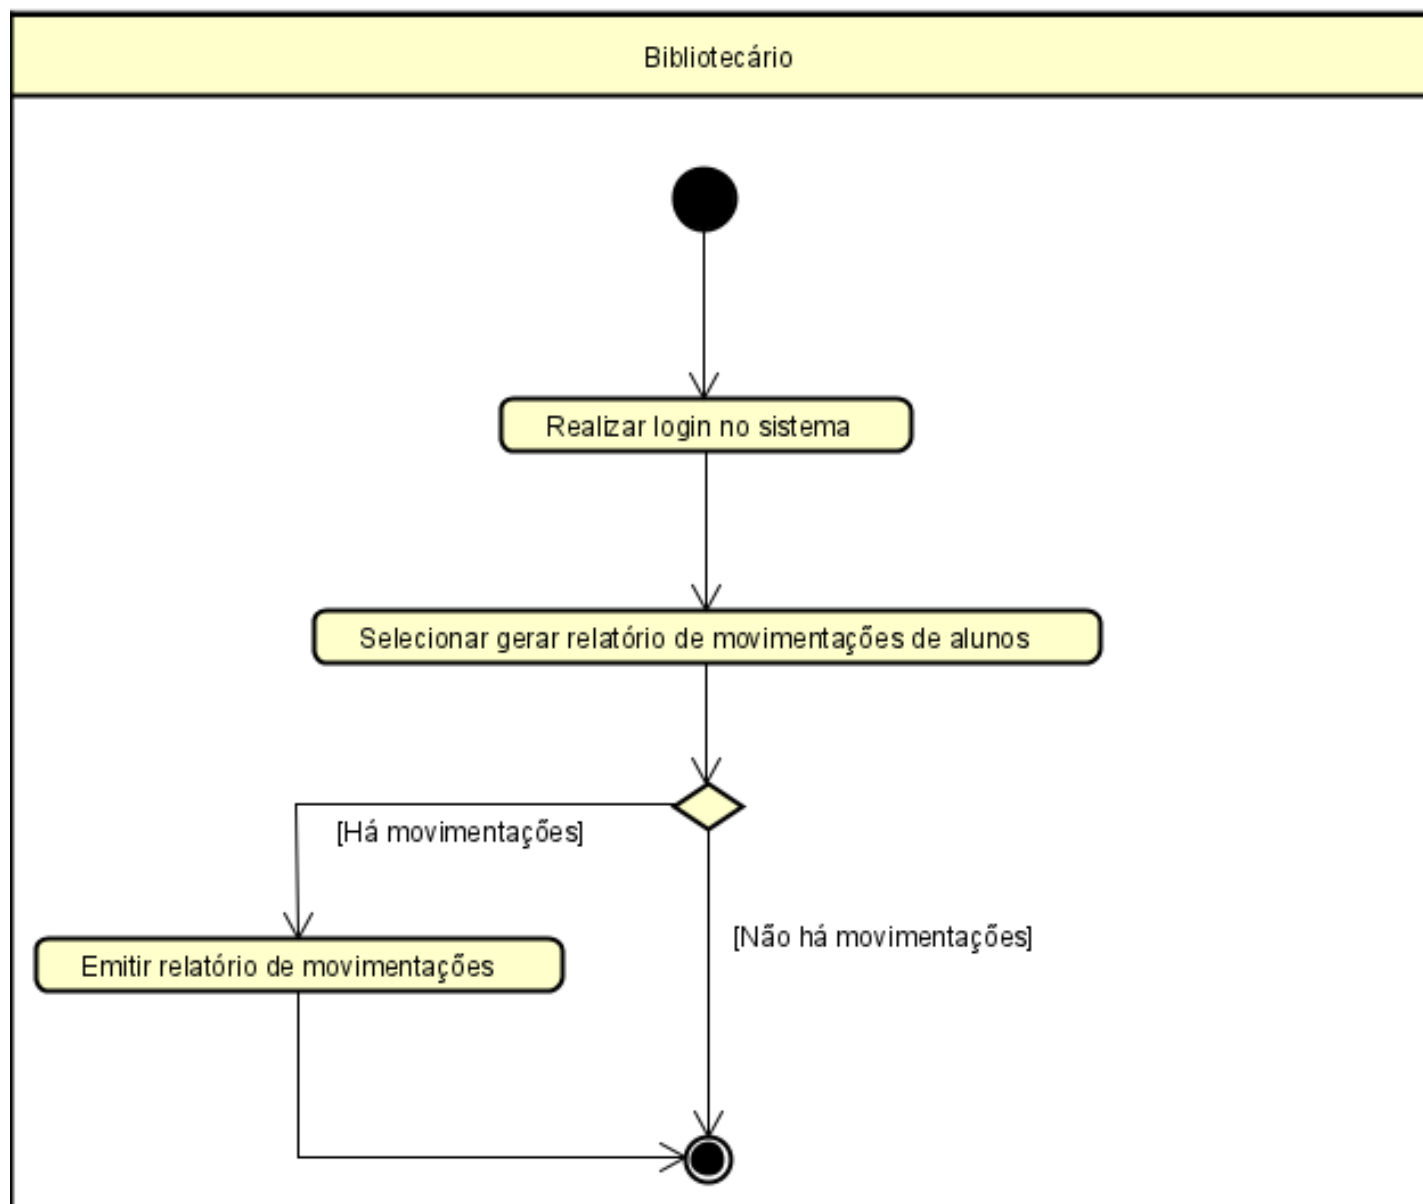 Bibliotecário
Realizar login no sistema
Selecionar gerar relatório de movimentações de alunos
[Há movimentações]
[Não há movimentações]
Emitir relatório de movimentações